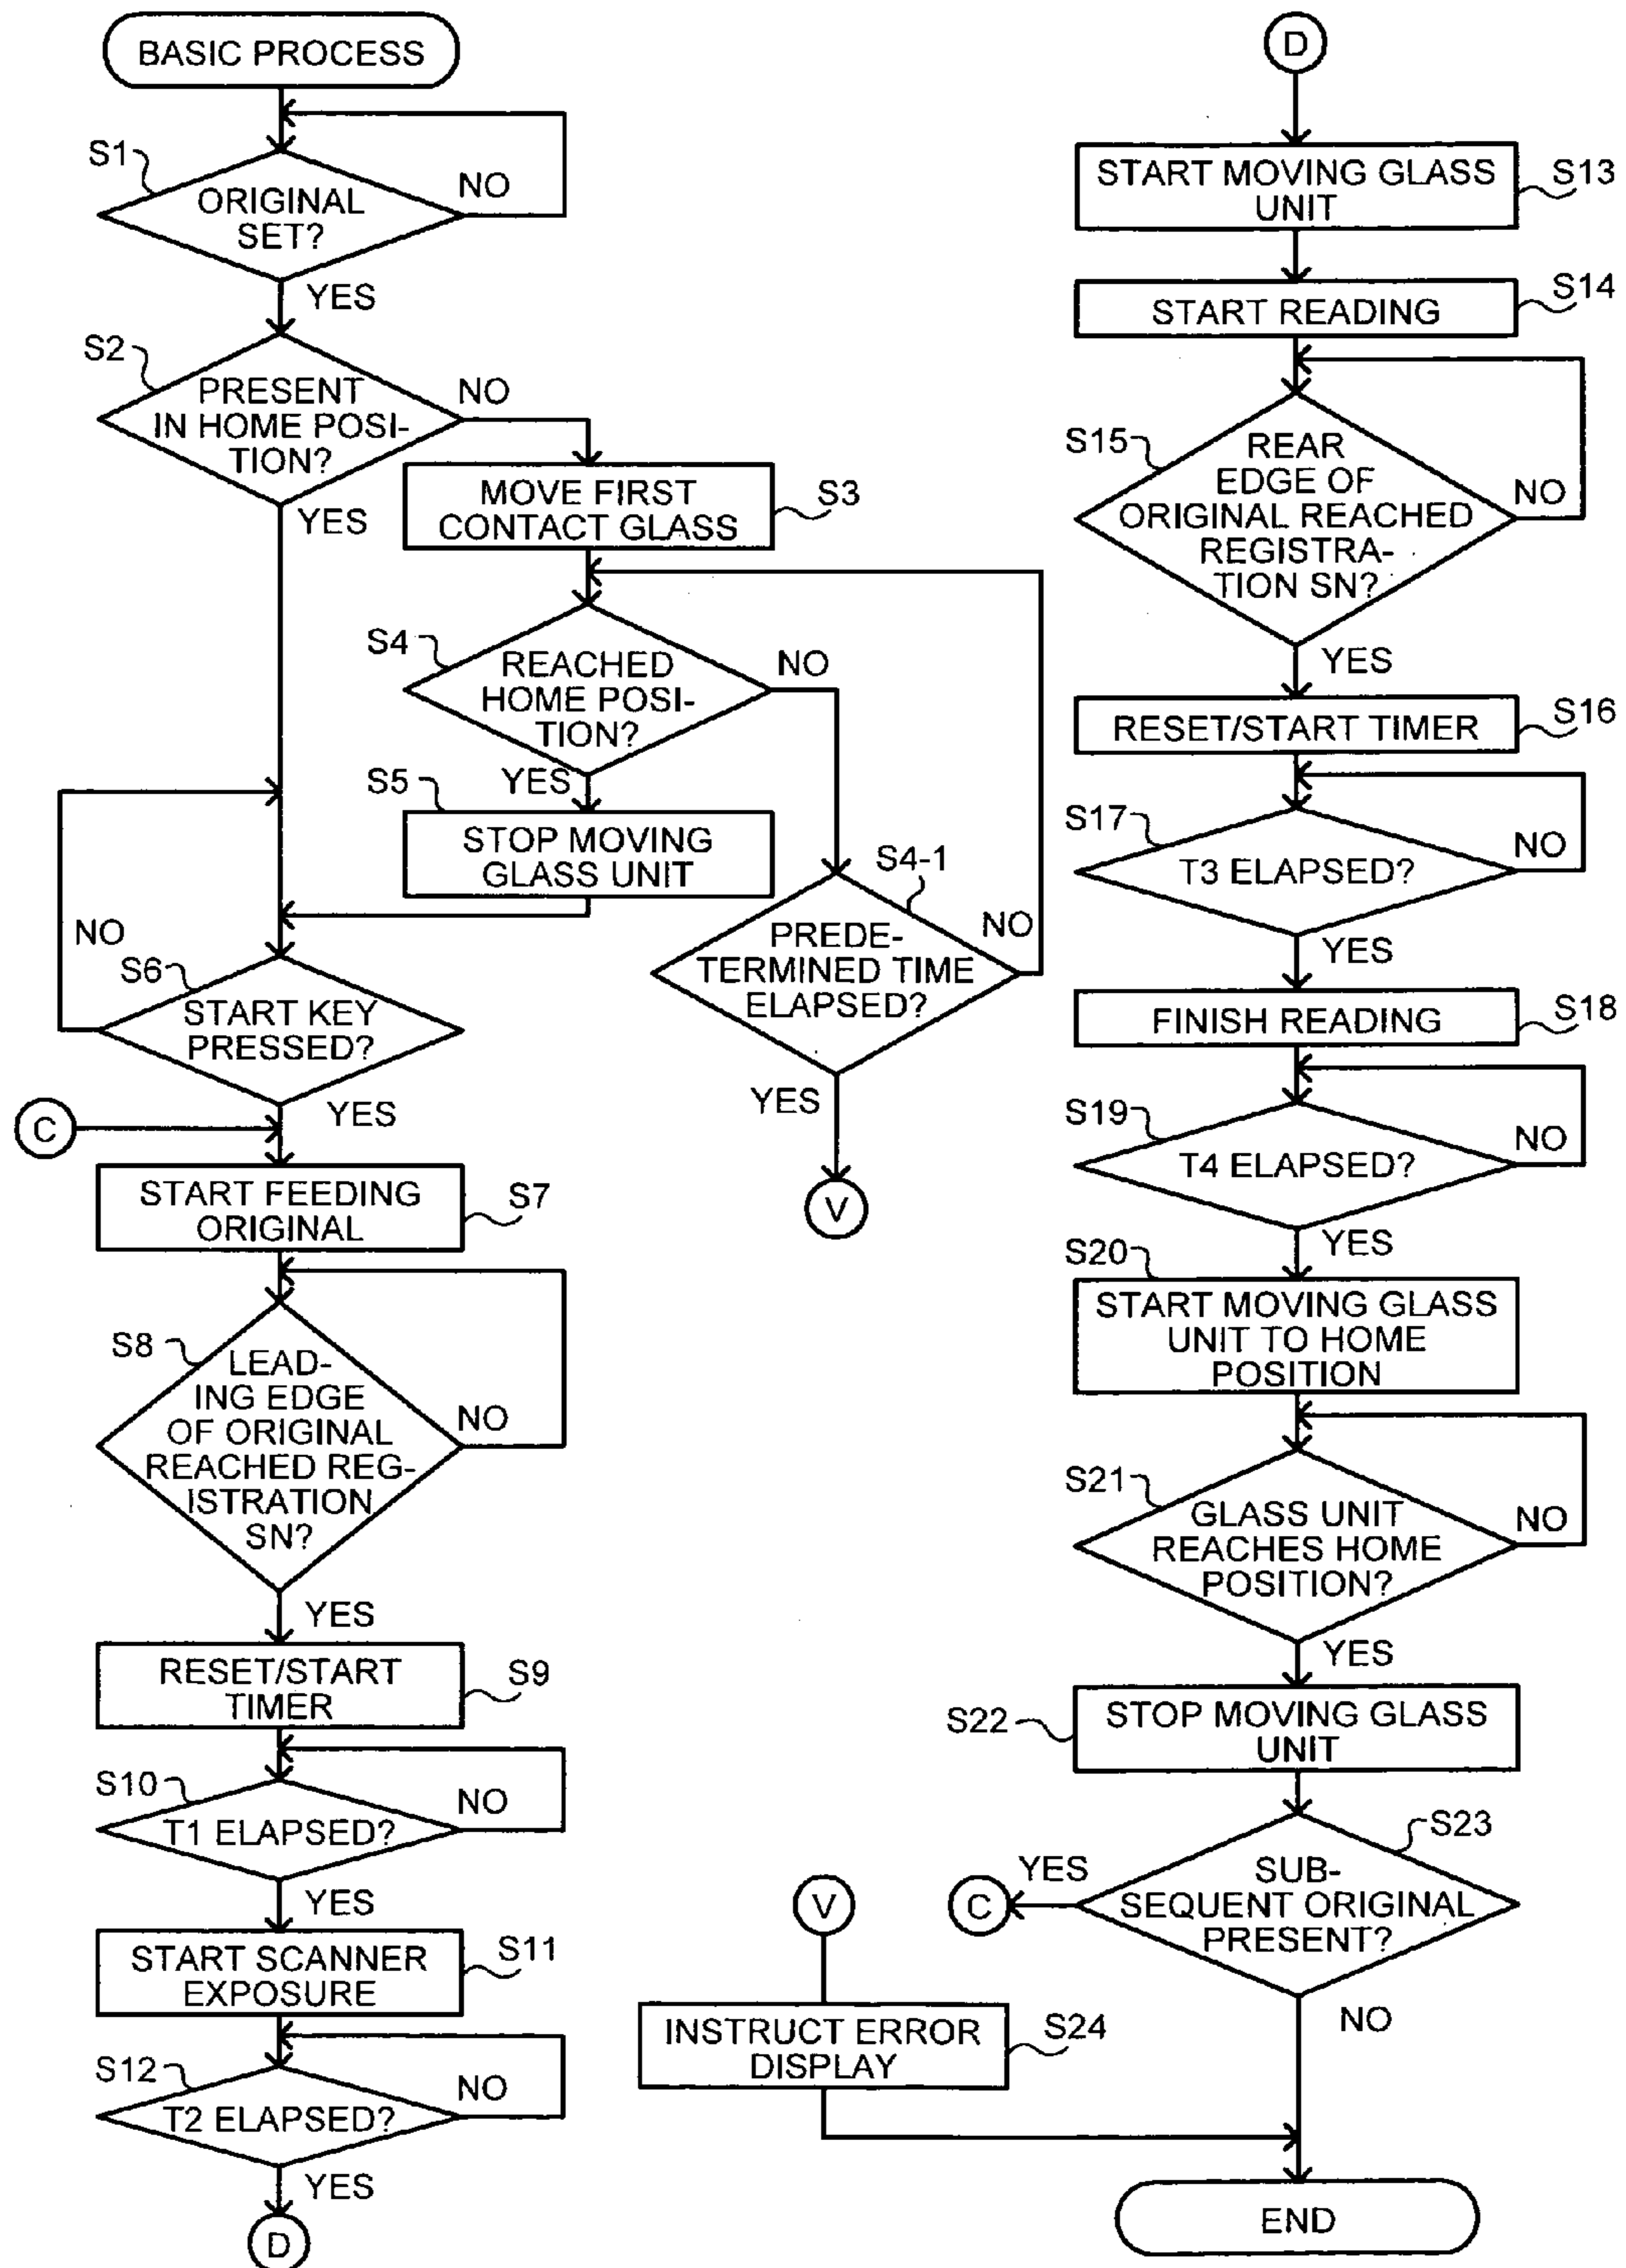 BASIC PROCESS
S1
ORIGINAL
SET?
NO
YES
S2
PRESENT
IN HOME POSI-
TION?
NO
YES
MOVE FIRST
CONTACT GLASS
S3
S4
REACHED
HOME POSI-
TION?
NO
YES
S5
STOP MOVING
GLASS UNIT
S4-1
PREDE-
TERMINED TIME
ELAPSED?
NO
YES
V
NO
S6
START KEY
PRESSED?
YES
C
START FEEDING
ORIGINAL
S7
S8
LEAD-
ING EDGE
OF ORIGINAL
REACHED REG-
ISTRATION
SN?
NO
YES
RESET/START
TIMER
S9
S10
T1 ELAPSED?
NO
YES
START SCANNER
EXPOSURE
S11
S12
T2 ELAPSED?
NO
YES
D
D
START MOVING GLASS
UNIT
S13
START READING
S14
S15
REAR
EDGE OF
ORIGINAL REACHED
REGISTRA-
TION SN?
NO
YES
RESET/START TIMER
S16
S17
T3 ELAPSED?
NO
YES
FINISH READING
S18
S19
T4 ELAPSED?
NO
YES
S20
START MOVING GLASS
UNIT TO HOME
POSITION
S21
GLASS UNIT
REACHES HOME
POSITION?
NO
YES
S22
STOP MOVING GLASS
UNIT
S23
SUB-
SEQUENT ORIGINAL
PRESENT?
YES
C
NO
V
INSTRUCT ERROR
DISPLAY
S24
END